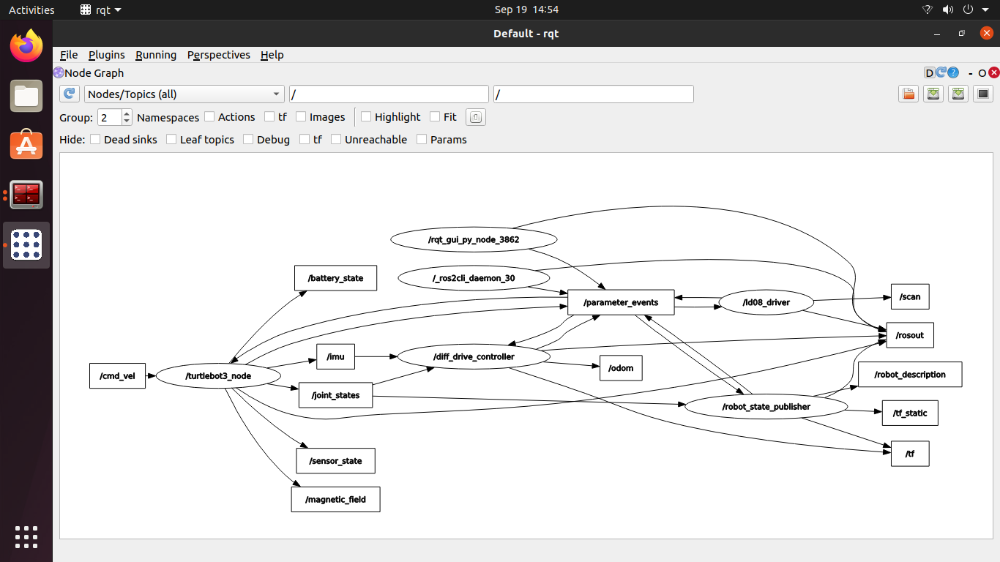 Activities rqt Sep 19 14:54
Default - rqt
File Plugins Running Perspectives Help
Node Graph D - O
Nodes/Topics (all) / /
Group: 2 Namespaces Actions tf Images Highlight Fit
Hide: Dead sinks Leaf topics Debug tf Unreachable Params
/rqt_gui_py_node_3862
/battery_state
/_ros2cli_daemon_30
/parameter_events
/ld08_driver
/scan
/rosout
/imu
/diff_drive_controller
/odom
/cmd_vel
/turtlebot3_node
/robot_description
/joint_states
/robot_state_publisher
/tf_static
/sensor_state
/tf
/magnetic_field